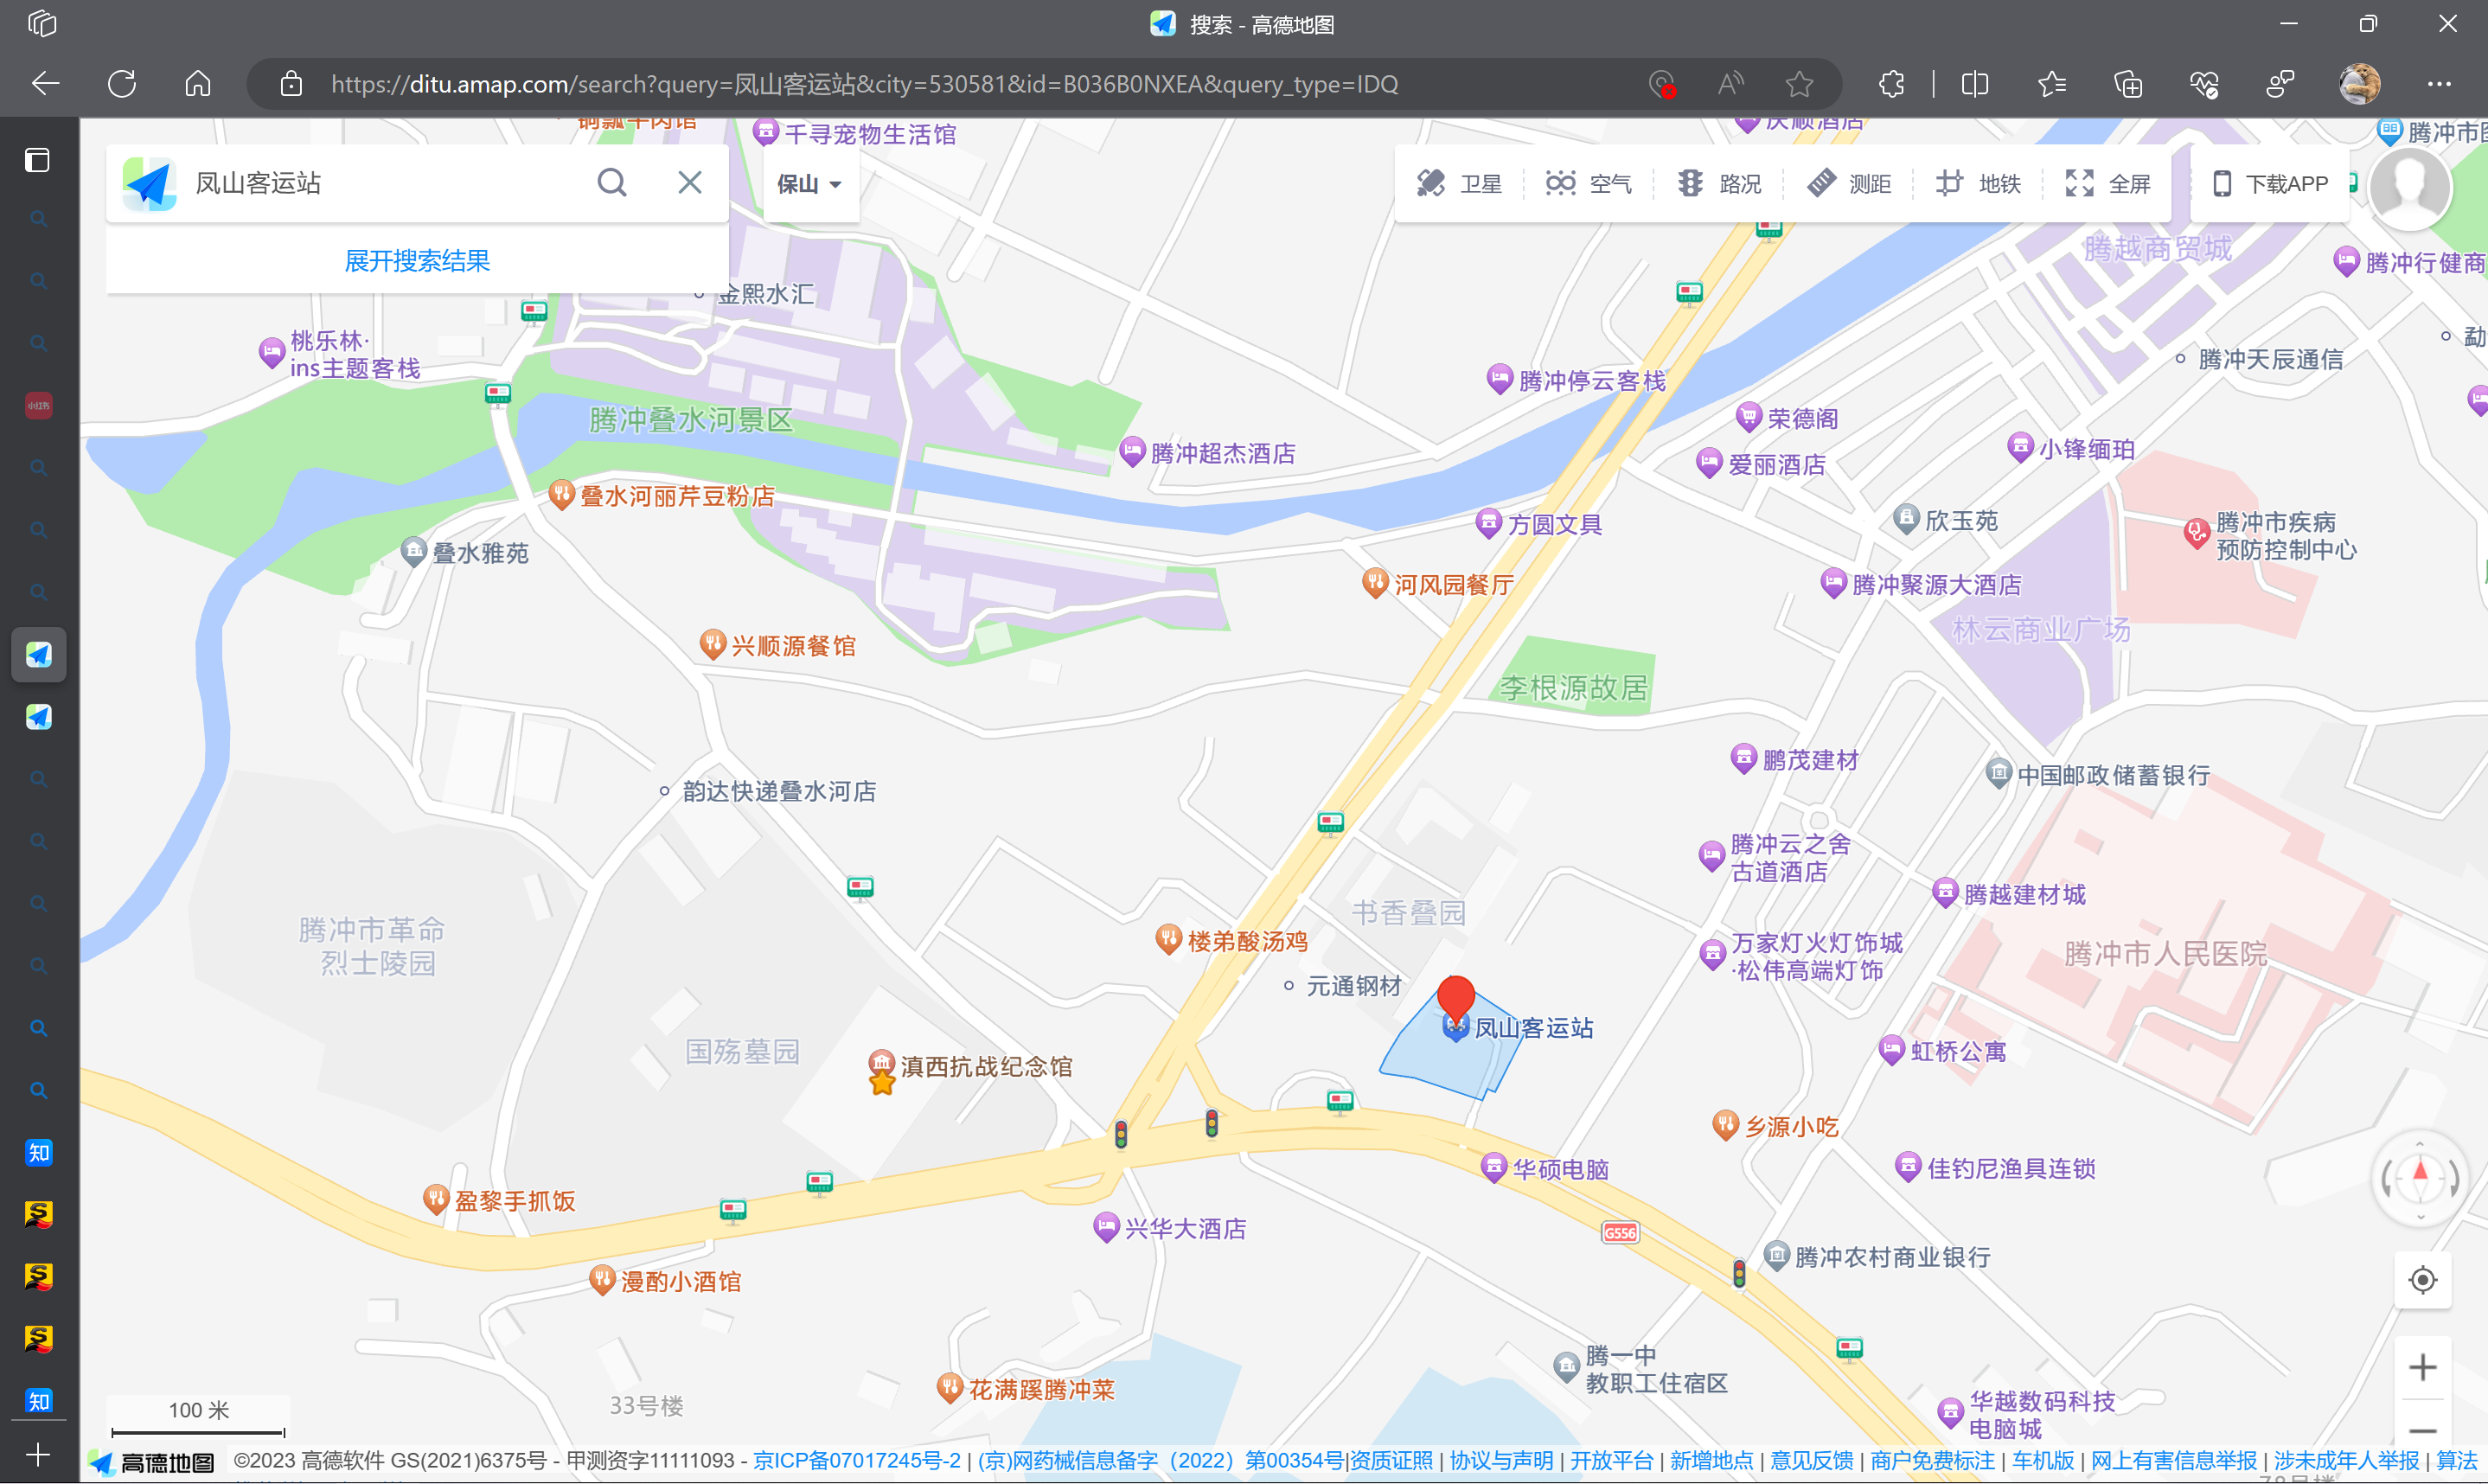 搜索 - 高德地图
https://ditu.amap.com/search?query=凤山客运站&city=530581&id=B036B0NXEA&query_type=IDQ
千寻宠物生活馆
庆顺酒店
凤山客运站
保山
卫星
空气
路况
测距
地铁
全屏
下载APP
展开搜索结果
腾越商贸城
腾冲行健商
金熙水汇
桃乐林·
ins主题客栈
勐
腾冲天辰通信
腾冲停云客栈
腾冲叠水河景区
荣德阁
腾冲超杰酒店
爱丽酒店
小锋缅珀
叠水河丽芹豆粉店
方圆文具
欣玉苑
腾冲市疾病
预防控制中心
叠水雅苑
河风园餐厅
腾冲聚源大酒店
林云商业广场
兴顺源餐馆
李根源故居
鹏茂建材
中国邮政储蓄银行
韵达快递叠水河店
腾冲云之舍
古道酒店
腾越建材城
书香叠园
腾冲市革命
烈士陵园
楼弟酸汤鸡
万家灯火灯饰城
·松伟高端灯饰
腾冲市人民医院
元通钢材
凤山客运站
国殇墓园
滇西抗战纪念馆
虹桥公寓
乡源小吃
华硕电脑
佳钓尼渔具连锁
盈黎手抓饭
兴华大酒店
G556
腾冲农村商业银行
漫酌小酒馆
腾一中
教职工住宿区
花满蹊腾冲菜
33号楼
华越数码科技
电脑城
100 米
高德地图
©2023 高德软件 GS(2021)6375号 - 甲测资字11111093 - 京ICP备07017245号-2 | (京)网药械信息备字（2022）第00354号|资质证照 | 协议与声明 | 开放平台 | 新增地点 | 意见反馈 | 商户免费标注 | 车机版 | 网上有害信息举报 | 涉未成年人举报 | 算法
小红书
知
知